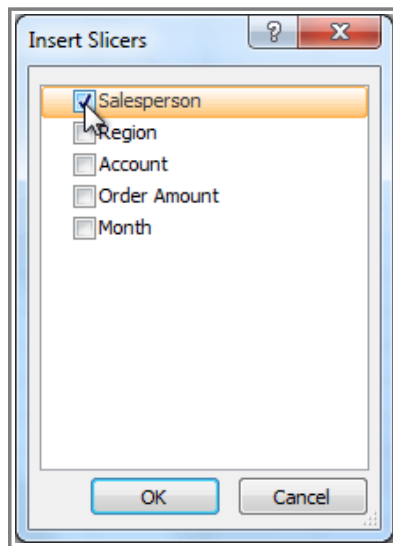 Insert Slicers
Salesperson
Region
Account
Order Amount
Month
OK Cancel